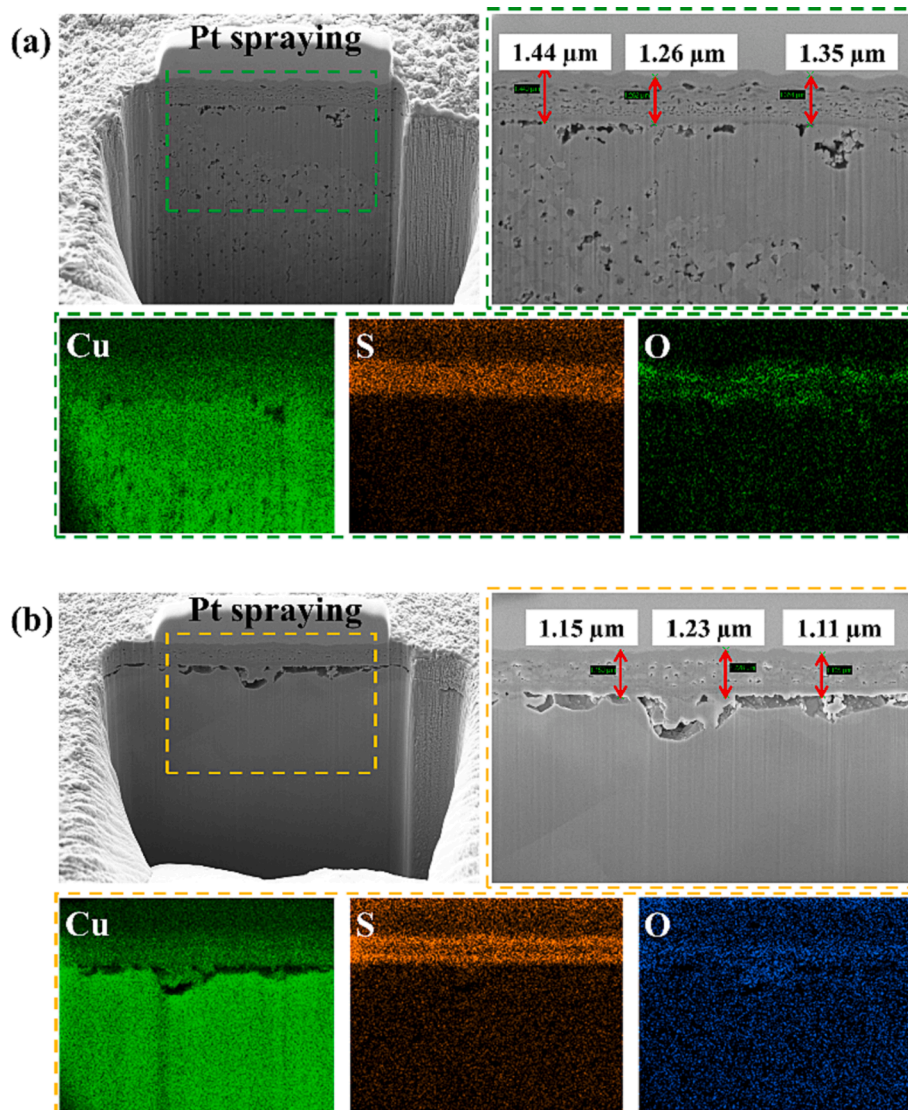 (a)
Pt spraying
1.44 µm
1.26 µm
1.35 µm
Cu
S
O
(b)
Pt spraying
1.15 µm
1.23 µm
1.11 µm
Cu
S
O